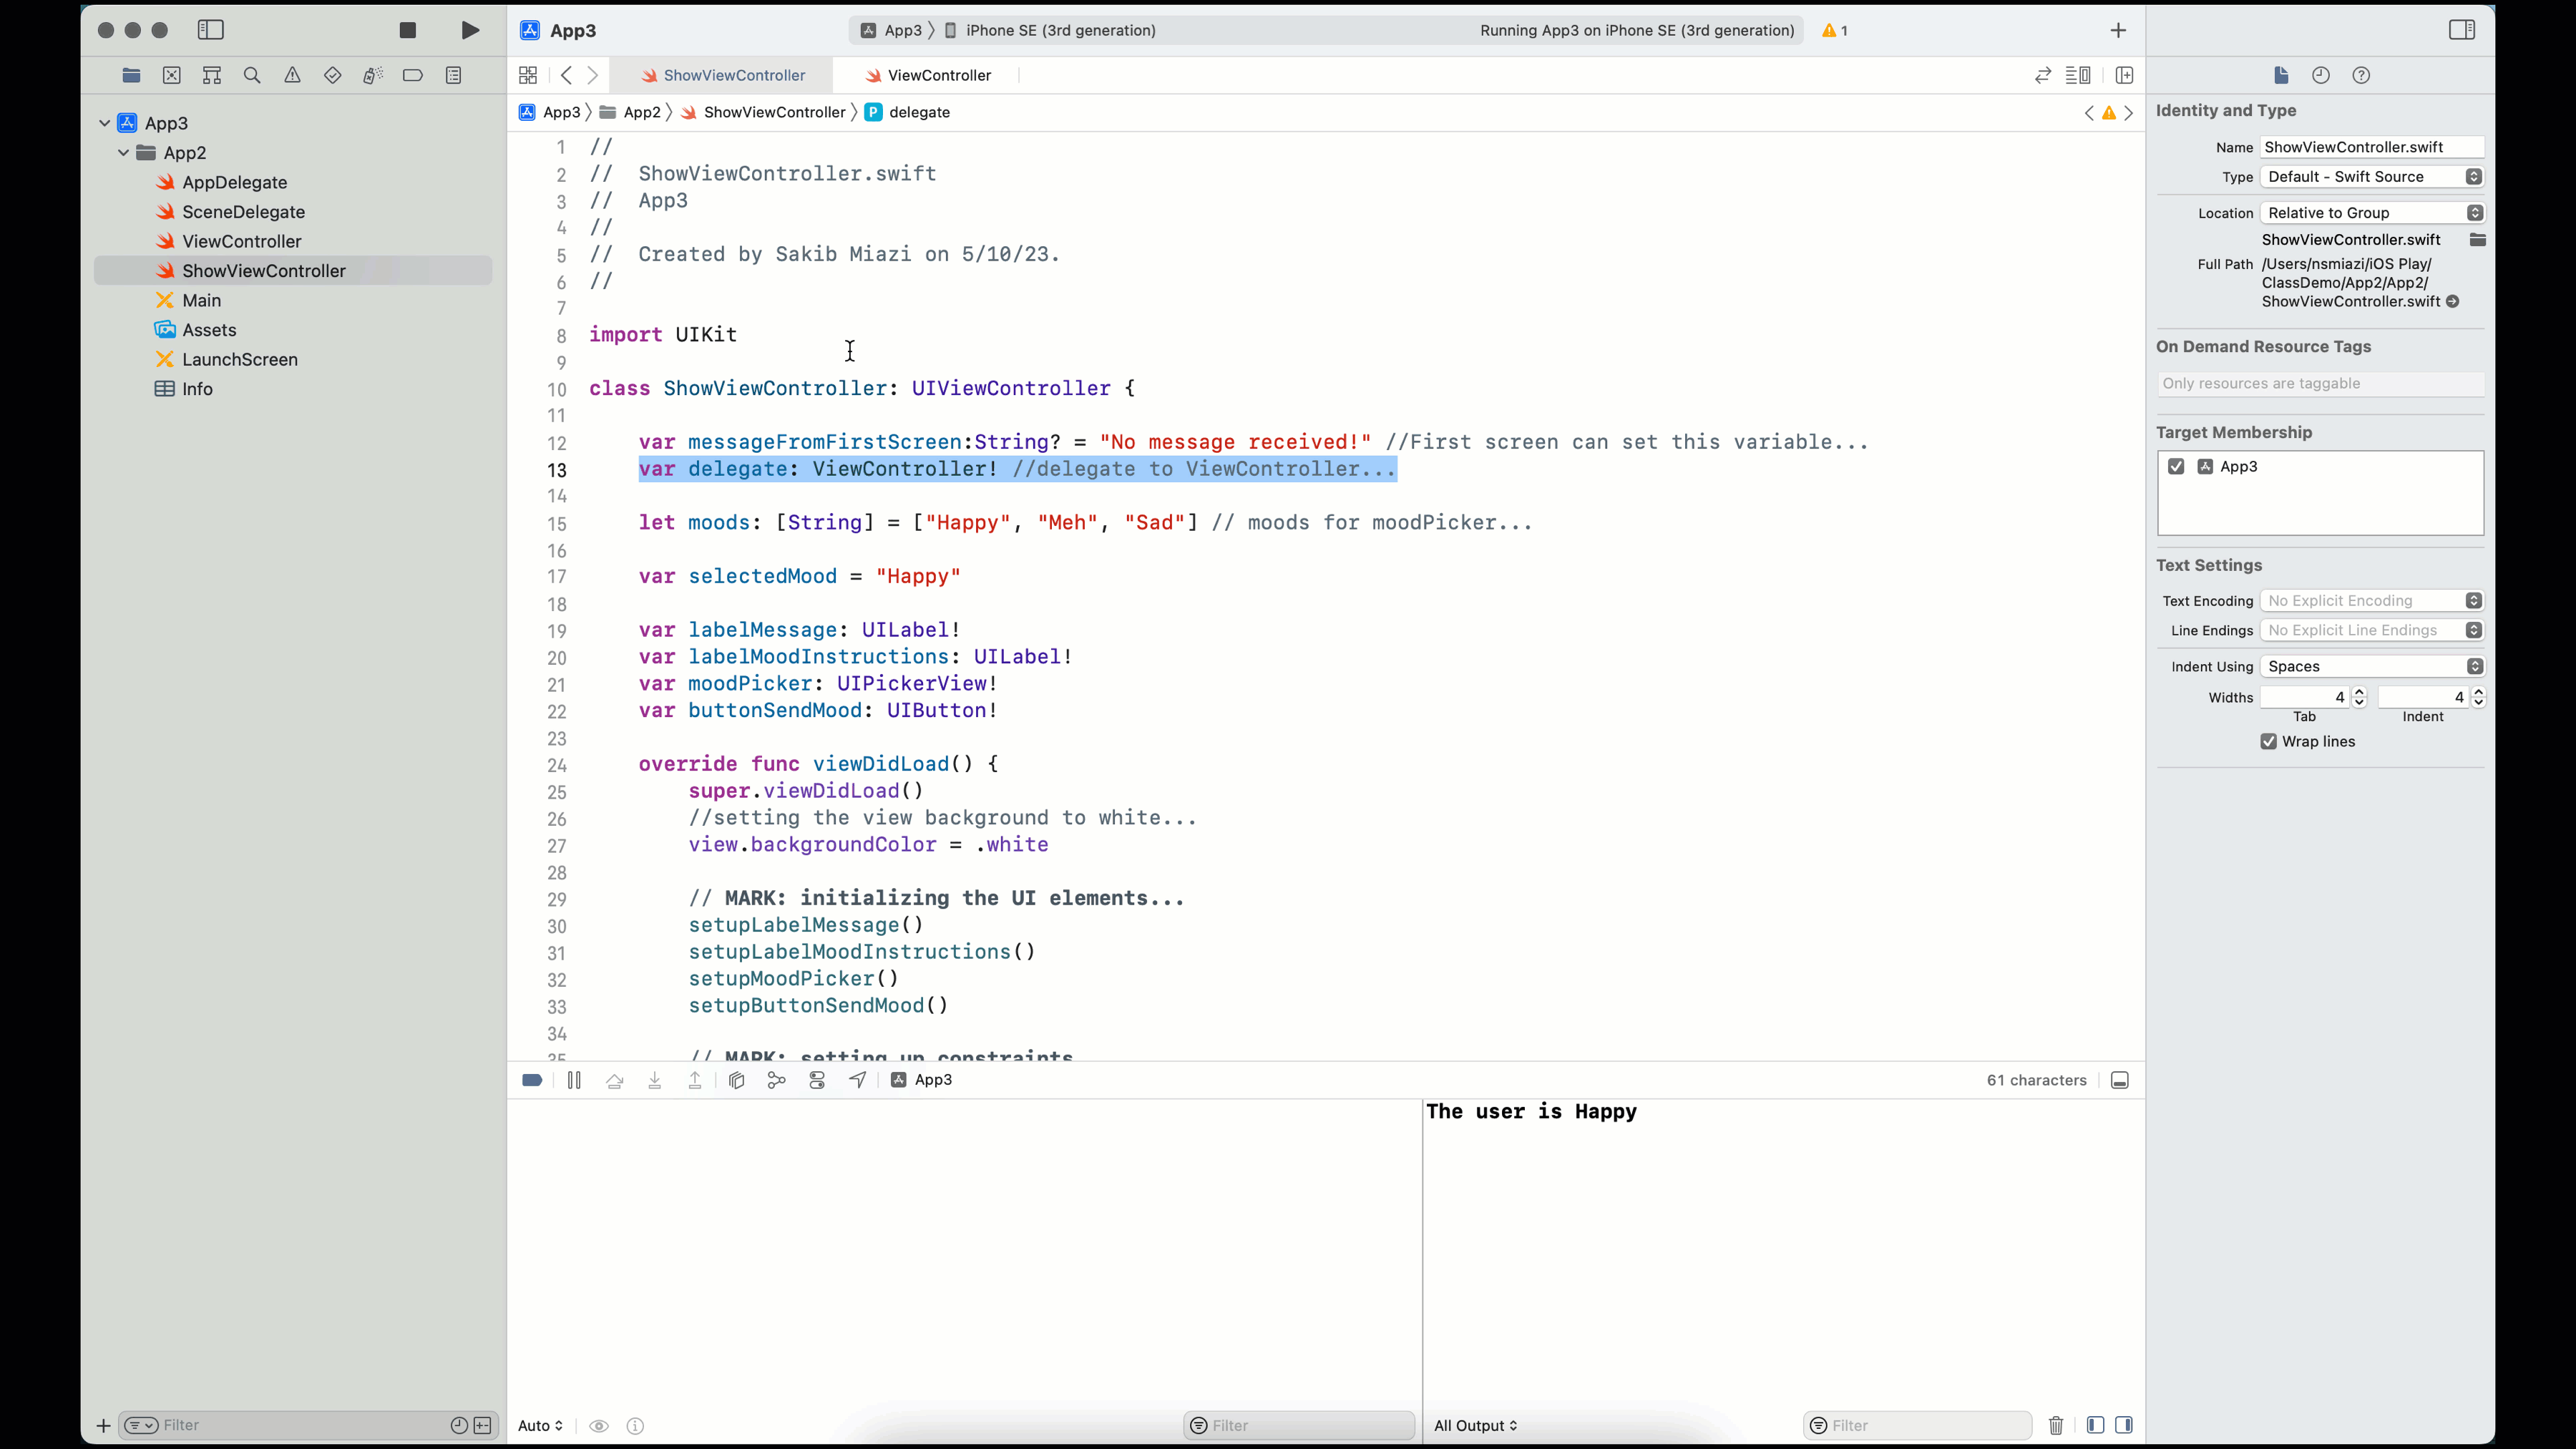 App3
App3 〉 iPhone SE (3rd generation)
Running App3 on iPhone SE (3rd generation)
1
ShowViewController
ViewController
App3 〉 App2 〉 ShowViewController 〉 P delegate
App3
App2
AppDelegate
SceneDelegate
ViewController
ShowViewController
Main
Assets
LaunchScreen
Info
Filter
1 //
2 //  ShowViewController.swift
3 //  App3
4 //
5 //  Created by Sakib Miazi on 5/10/23.
6 //
7
8 import UIKit
9
10 class ShowViewController: UIViewController {
11
12     var messageFromFirstScreen:String? = "No message received!" //First screen can set this variable...
13     var delegate: ViewController! //delegate to ViewController...
14
15     let moods: [String] = ["Happy", "Meh", "Sad"] // moods for moodPicker...
16
17     var selectedMood = "Happy"
18
19     var labelMessage: UILabel!
20     var labelMoodInstructions: UILabel!
21     var moodPicker: UIPickerView!
22     var buttonSendMood: UIButton!
23
24     override func viewDidLoad() {
25         super.viewDidLoad()
26         //setting the view background to white...
27         view.backgroundColor = .white
28
29         // MARK: initializing the UI elements...
30         setupLabelMessage()
31         setupLabelMoodInstructions()
32         setupMoodPicker()
33         setupButtonSendMood()
34
35         // MARK: setting up constraints
App3
61 characters
The user is Happy
Auto
Filter
All Output
Filter
Identity and Type
Name ShowViewController.swift
Type Default - Swift Source
Location Relative to Group
ShowViewController.swift
Full Path /Users/nsmiazi/iOS Play/
ClassDemo/App2/App2/
ShowViewController.swift
On Demand Resource Tags
Only resources are taggable
Target Membership
App3
Text Settings
Text Encoding No Explicit Encoding
Line Endings No Explicit Line Endings
Indent Using Spaces
Widths 4 4
Tab Indent
Wrap lines